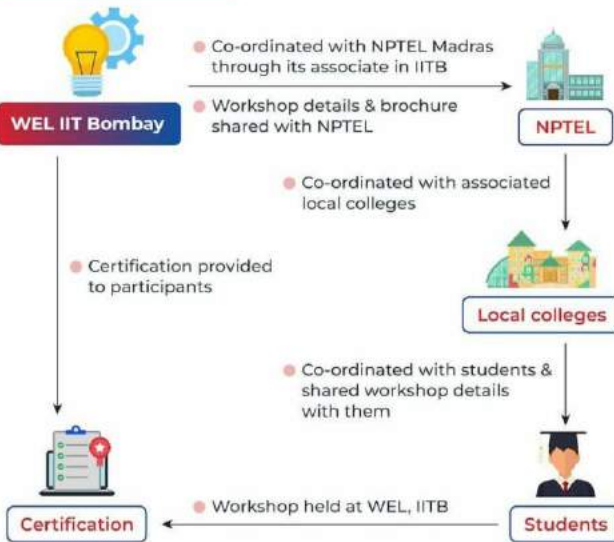 Co-ordinated with NPTEL Madras
through its associate in IITB
Workshop details & brochure
shared with NPTEL
WEL IIT Bombay
NPTEL
Co-ordinated with associated
local colleges
Certification provided
to participants
Local colleges
Co-ordinated with students &
shared workshop details
with them
Workshop held at WEL, IITB
Certification
Students